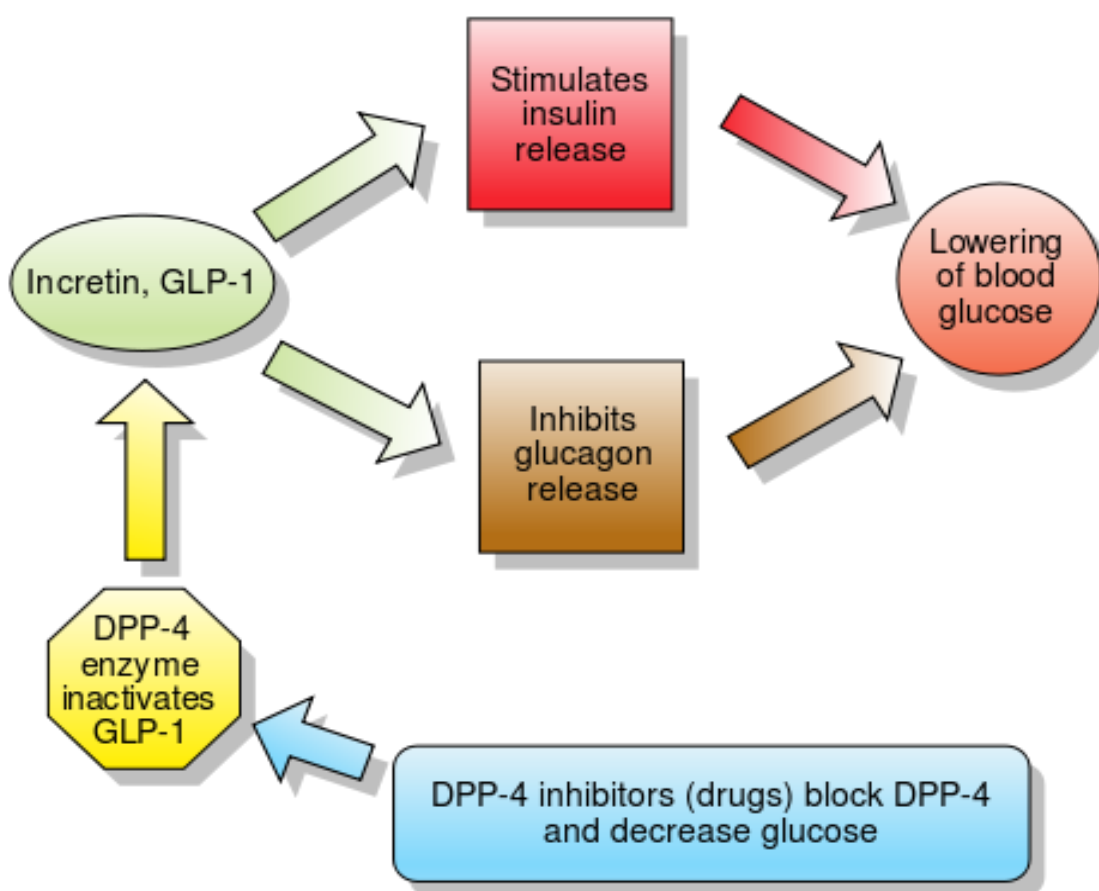 Stimulates
insulin
release
Incretin, GLP-1
Lowering
of blood
glucose
Inhibits
glucagon
release
DPP-4
enzyme
inactivates
GLP-1
DPP-4 inhibitors (drugs) block DPP-4
and decrease glucose